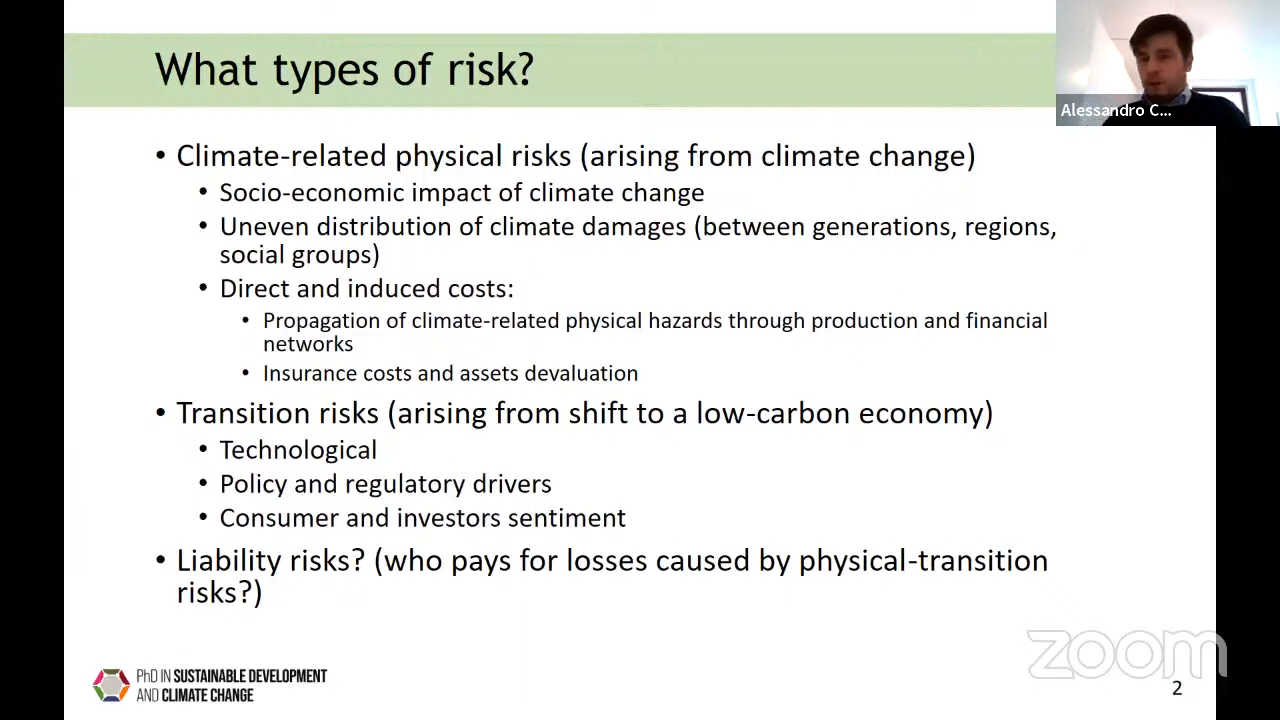 What types of risk?
Alessandro C...
• Climate-related physical risks (arising from climate change)
• Socio-economic impact of climate change
• Uneven distribution of climate damages (between generations, regions,
social groups)
• Direct and induced costs:
• Propagation of climate-related physical hazards through production and financial
networks
• Insurance costs and assets devaluation
• Transition risks (arising from shift to a low-carbon economy)
• Technological
• Policy and regulatory drivers
• Consumer and investors sentiment
• Liability risks? (who pays for losses caused by physical-transition
risks?)
zoom
PhD IN SUSTAINABLE DEVELOPMENT
AND CLIMATE CHANGE
2